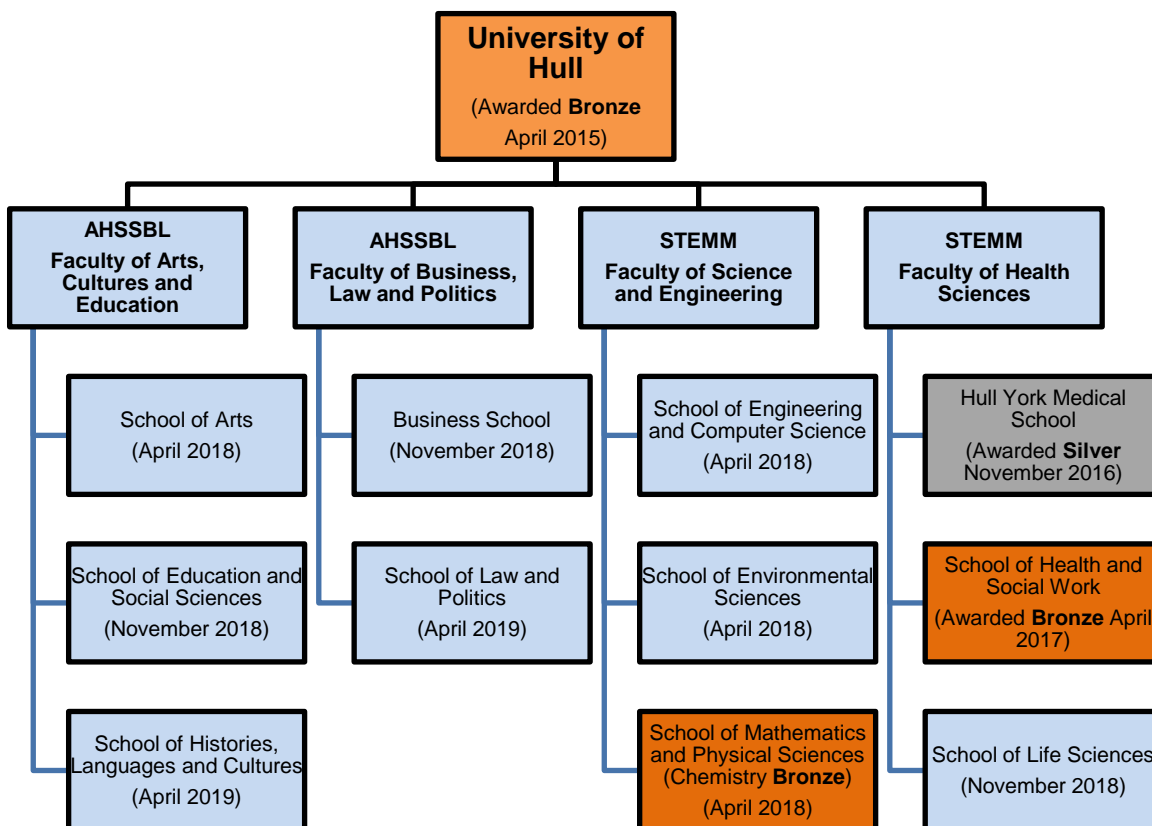 University of
Hull
(Awarded Bronze
April 2015)
AHSSBL
Faculty of Arts,
Cultures and
Education
AHSSBL
Faculty of Business,
Law and Politics
STEMM
Faculty of Science
and Engineering
STEMM
Faculty of Health
Sciences
School of Arts
(April 2018)
Business School
(November 2018)
School of Engineering
and Computer Science
(April 2018)
Hull York Medical
School
(Awarded Silver
November 2016)
School of Education and
Social Sciences
(November 2018)
School of Law and
Politics
(April 2019)
School of Environmental
Sciences
(April 2018)
School of Health and
Social Work
(Awarded Bronze April
2017)
School of Histories,
Languages and Cultures
(April 2019)
School of Mathematics
and Physical Sciences
(Chemistry Bronze)
(April 2018)
School of Life Sciences
(November 2018)